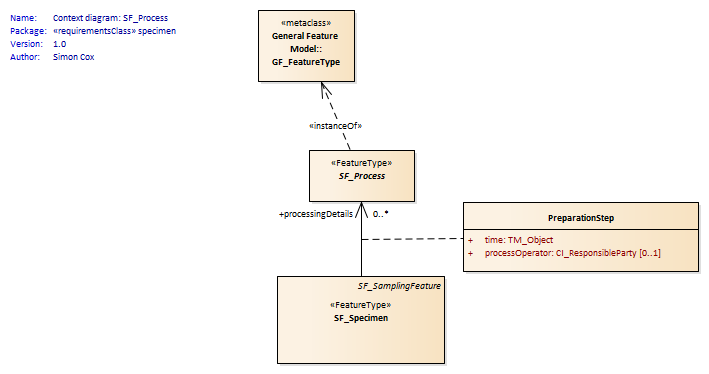 Name: Context diagram: SF_Process
Package: «requirementsClass» specimen
Version: 1.0
Author: Simon Cox
«metaclass»
General Feature
Model::
GF_FeatureType
«instanceOf»
«FeatureType»
SF_Process
+processingDetails 0..*
PreparationStep
+ time: TM_Object
+ processOperator: CI_ResponsibleParty [0..1]
SF_SamplingFeature
«FeatureType»
SF_Specimen